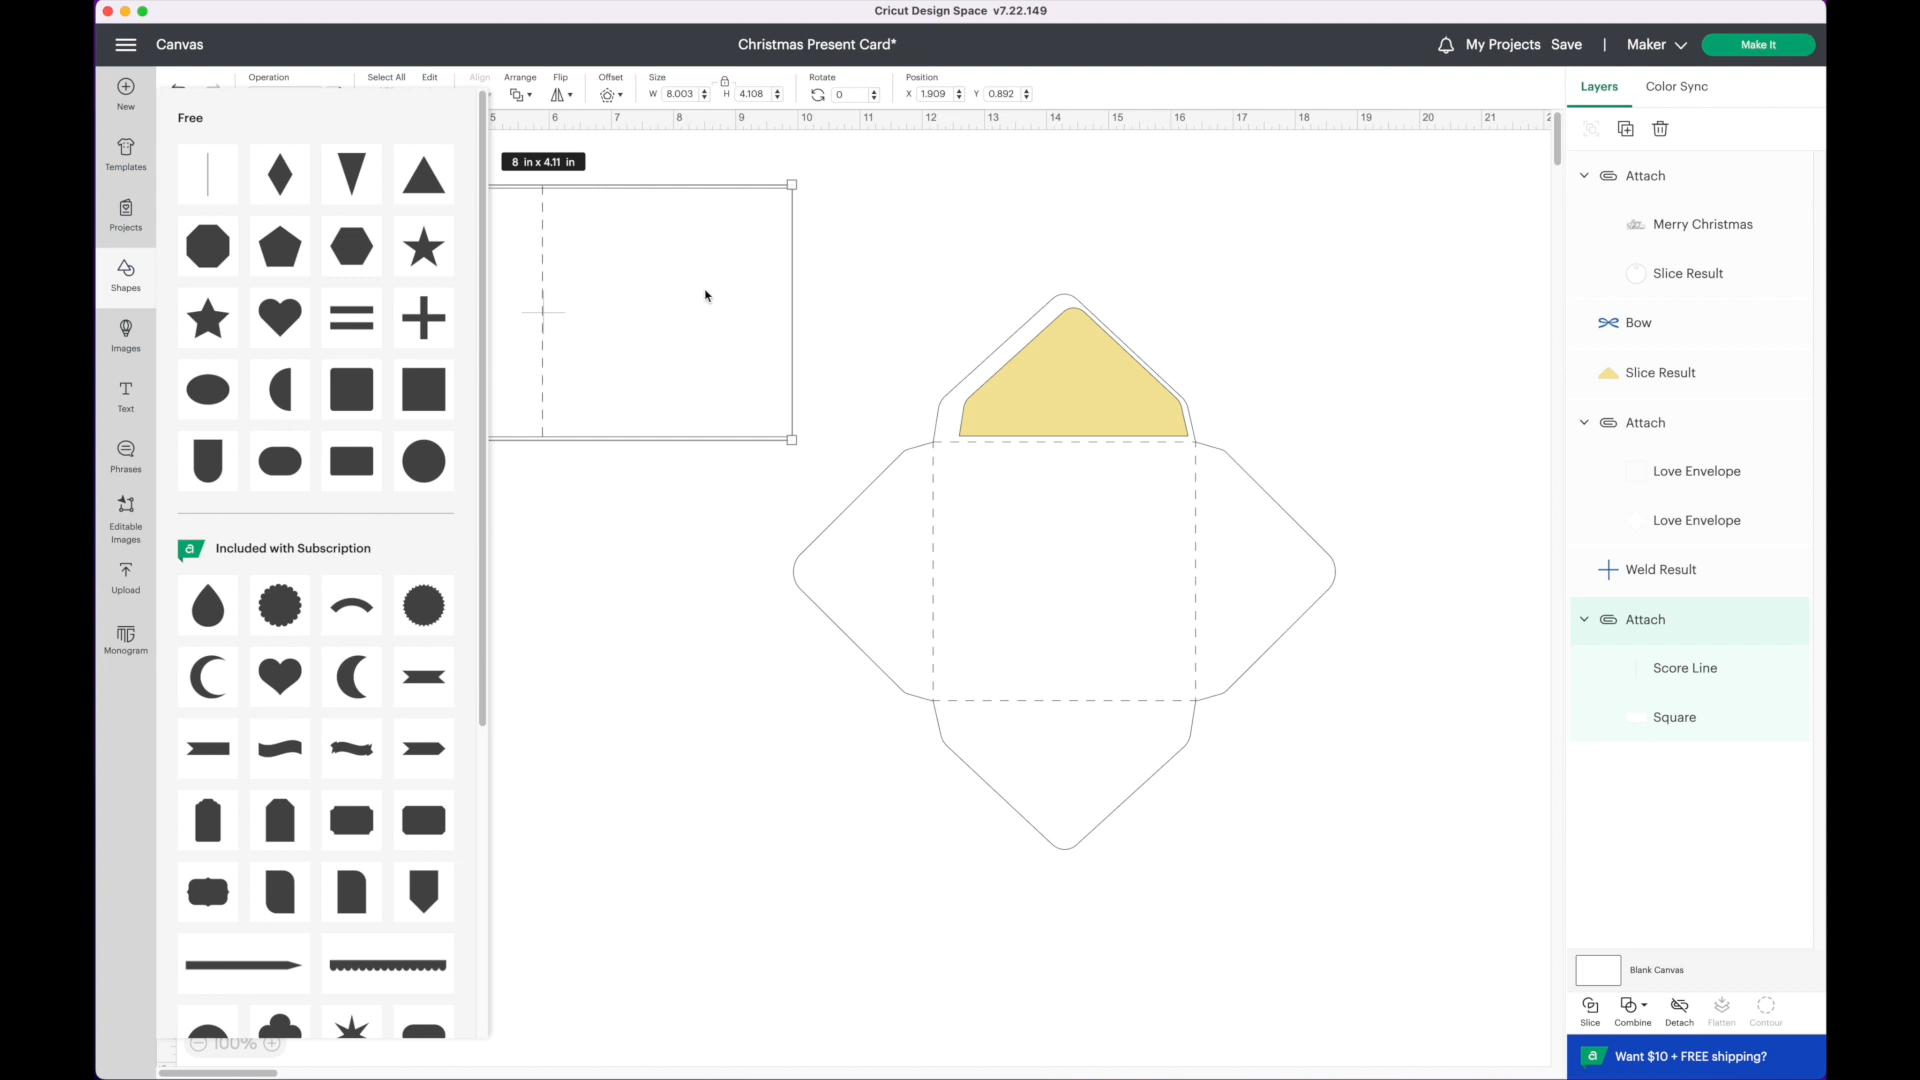 Cricut Design Space v7.22.149
Canvas
Christmas Present Card*
My Projects
Save
|
Maker
Make It
New
Templates
Projects
Shapes
Images
Text
Phrases
Editable
Images
Upload
Monogram
Operation
Select All
Edit
Align
Arrange
Flip
Offset
Size
W 8.003
H 4.108
Rotate
0
Position
X 1.909
Y 0.892
5 6 7 8 9 10 11 12 13 14 15 16 17 18 19 20 21 2
8 in x 4.11 in
Free
Included with Subscription
100%
Layers
Color Sync
Attach
Merry Christmas
Slice Result
Bow
Slice Result
Attach
Love Envelope
Love Envelope
Weld Result
Attach
Score Line
Square
Blank Canvas
Slice
Combine
Detach
Flatten
Contour
a
Want $10 + FREE shipping?